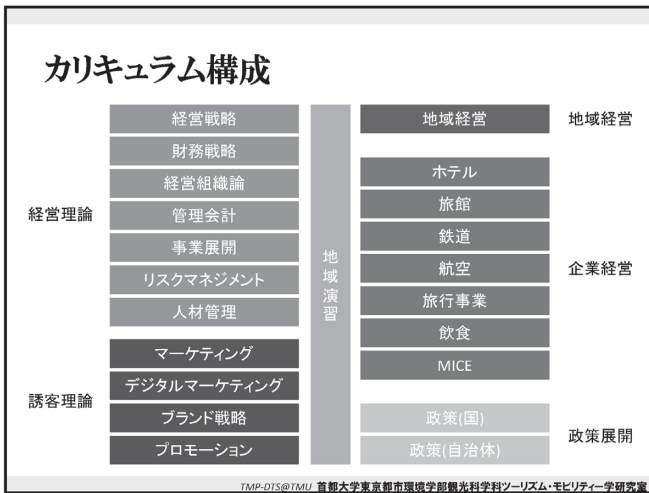 カリキュラム構成
経営理論
経営戦略
財務戦略
経営組織論
管理会計
事業展開
リスクマネジメント
人材管理
誘客理論
マーケティング
デジタルマーケティング
ブランド戦略
プロモーション
地域演習
地域経営
地域経営
ホテル
旅館
鉄道
航空
旅行事業
飲食
MICE
企業経営
政策(国)
政策(自治体)
政策展開
TMP-DTS@TMU 首都大学東京都市環境学部観光科学科ツーリズム・モビリティー学研究室